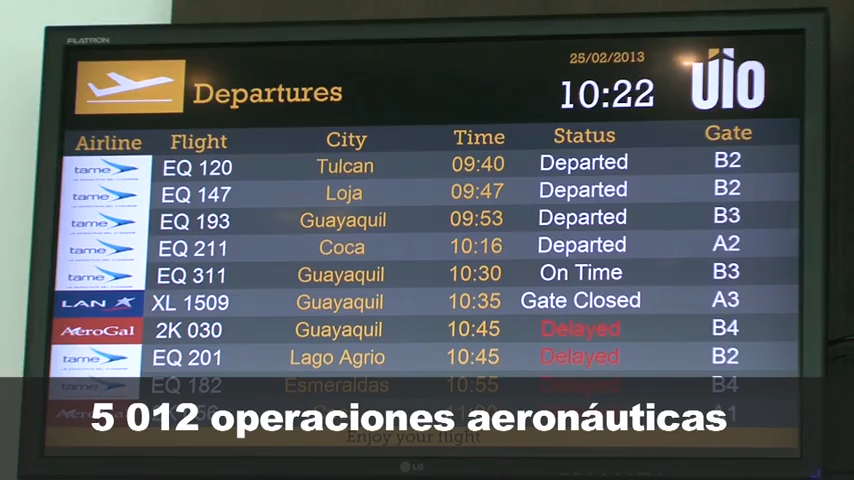 FLATRON
Departures
25/02/2013
10:22
UIO
Airline Flight City Time Status Gate
tame EQ 120 Tulcan 09:40 Departed B2
tame EQ 147 Loja 09:47 Departed B2
tame EQ 193 Guayaquil 09:53 Departed B3
tame EQ 211 Coca 10:16 Departed A2
tame EQ 311 Guayaquil 10:30 On Time B3
LAN XL 1509 Guayaquil 10:35 Gate Closed A3
AeroGal 2K 030 Guayaquil 10:45 Delayed B4
tame EQ 201 Lago Agrio 10:45 Delayed B2
tame EQ 182 Esmeraldas 10:55 B4
A1
5 012 operaciones aeronáuticas
Enjoy your flight
LG